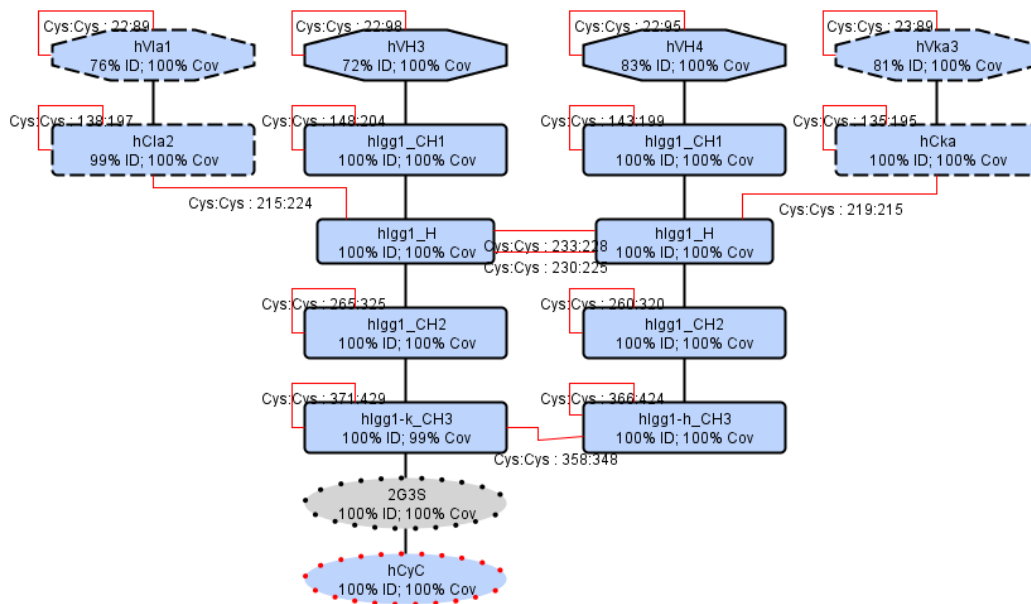 Cys:Cys : 22:89
hVla1
76% ID; 100% Cov
Cys:Cys : 22:98
hVH3
72% ID; 100% Cov
Cys:Cys : 22:95
hVH4
83% ID; 100% Cov
Cys:Cys : 23:89
hVka3
81% ID; 100% Cov
Cys:Cys : 138:197
hCla2
99% ID; 100% Cov
Cys:Cys : 148:204
hIgg1_CH1
100% ID; 100% Cov
Cys:Cys : 143:199
hIgg1_CH1
100% ID; 100% Cov
Cys:Cys : 135:195
hCka
100% ID; 100% Cov
Cys:Cys : 215:224
Cys:Cys : 219:215
hIgg1_H
100% ID; 100% Cov
hIgg1_H
100% ID; 100% Cov
Cys:Cys : 233:228
Cys:Cys : 230:225
Cys:Cys : 265:325
hIgg1_CH2
100% ID; 100% Cov
Cys:Cys : 260:320
hIgg1_CH2
100% ID; 100% Cov
Cys:Cys : 371:429
hIgg1-k_CH3
100% ID; 99% Cov
Cys:Cys : 366:424
hIgg1-h_CH3
100% ID; 100% Cov
Cys:Cys : 358:348
2G3S
100% ID; 100% Cov
hCyC
100% ID; 100% Cov